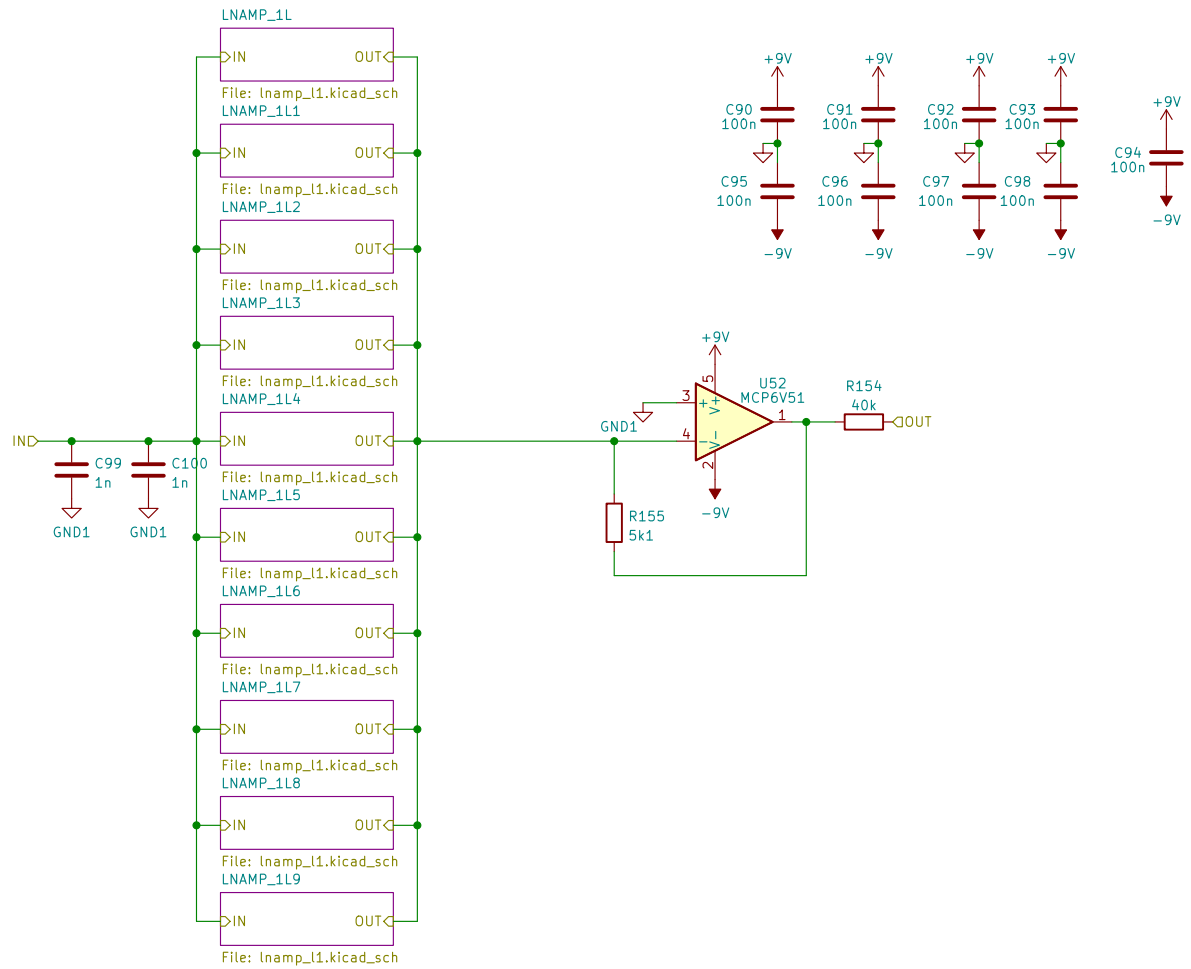 LNAMP_1L
IN OUT
File: lnamp_l1.kicad_sch
LNAMP_1L1
IN OUT
File: lnamp_l1.kicad_sch
LNAMP_1L2
IN OUT
File: lnamp_l1.kicad_sch
LNAMP_1L3
IN OUT
File: lnamp_l1.kicad_sch
LNAMP_1L4
IN OUT
File: lnamp_l1.kicad_sch
LNAMP_1L5
IN OUT
File: lnamp_l1.kicad_sch
LNAMP_1L6
IN OUT
File: lnamp_l1.kicad_sch
LNAMP_1L7
IN OUT
File: lnamp_l1.kicad_sch
LNAMP_1L8
IN OUT
File: lnamp_l1.kicad_sch
LNAMP_1L9
IN OUT
File: lnamp_l1.kicad_sch
IN
C99
1n
GND1
C100
1n
GND1
+9V
C90
100n
C95
100n
-9V
+9V
C91
100n
C96
100n
-9V
+9V
C92
100n
C97
100n
-9V
+9V
C93
100n
C98
100n
-9V
+9V
C94
100n
-9V
+9V
5
U52
MCP6V51
3
+
V+
GND1
4
-
V-
1
2
-9V
R154
40k
OUT
R155
5k1